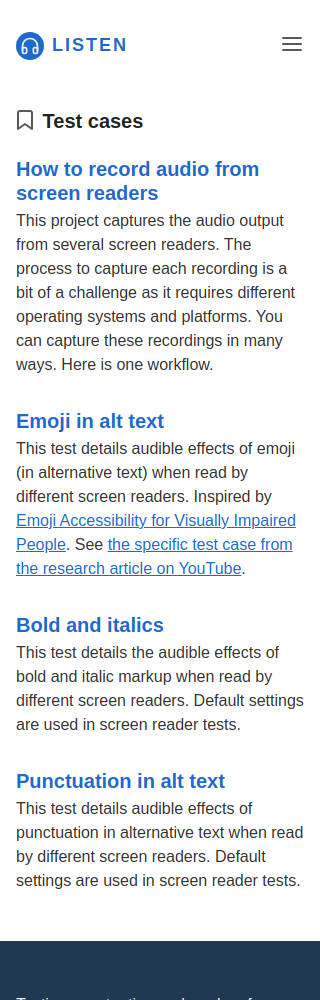 LISTEN
Test cases
How to record audio from
screen readers
This project captures the audio output
from several screen readers. The
process to capture each recording is a
bit of a challenge as it requires different
operating systems and platforms. You
can capture these recordings in many
ways. Here is one workflow.
Emoji in alt text
This test details audible effects of emoji
(in alternative text) when read by
different screen readers. Inspired by
Emoji Accessibility for Visually Impaired
People. See the specific test case from
the research article on YouTube.
Bold and italics
This test details the audible effects of
bold and italic markup when read by
different screen readers. Default settings
are used in screen reader tests.
Punctuation in alt text
This test details audible effects of
punctuation in alternative text when read
by different screen readers. Default
settings are used in screen reader tests.